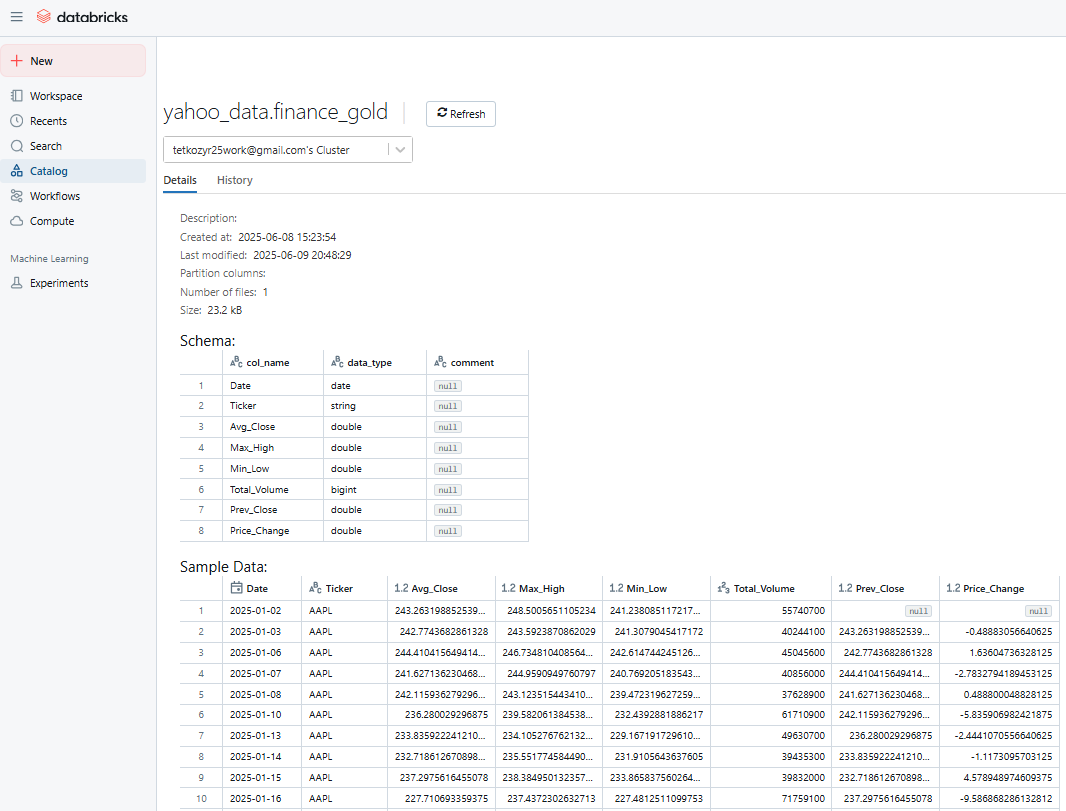 databricks
New
Workspace
Recents
Search
Catalog
Workflows
Compute
Machine Learning
Experiments
yahoo_data.finance_gold
Refresh
tetkozyr25work@gmail.com's Cluster
Details History
Description:
Created at: 2025-06-08 15:23:54
Last modified: 2025-06-09 20:48:29
Partition columns:
Number of files: 1
Size: 23.2 kB
Schema:
ABC col_name ABC data_type ABC comment
1 Date date null
2 Ticker string null
3 Avg_Close double null
4 Max_High double null
5 Min_Low double null
6 Total_Volume bigint null
7 Prev_Close double null
8 Price_Change double null
Sample Data:
Date ABC Ticker 1.2 Avg_Close 1.2 Max_High 1.2 Min_Low 123 Total_Volume 1.2 Prev_Close 1.2 Price_Change
1 2025-01-02 AAPL 243.263198852539... 248.5005651105234 241.238085117217... 55740700 null null
2 2025-01-03 AAPL 242.7743682861328 243.5923870862029 241.3079045417172 40244100 243.263198852539... -0.48883056640625
3 2025-01-06 AAPL 244.410415649414... 246.734810408564... 242.614744245126... 45045600 242.7743682861328 1.63604736328125
4 2025-01-07 AAPL 241.627136230468... 244.9590949760797 240.769205183543... 40856000 244.410415649414... -2.7832794189453125
5 2025-01-08 AAPL 242.115936279296... 243.123515443410... 239.472319627259... 37628900 241.627136230468... 0.488800048828125
6 2025-01-10 AAPL 236.280029296875 239.582061384538... 232.4392881886217 61710900 242.115936279296... -5.835906982421875
7 2025-01-13 AAPL 233.835922241210... 234.105276762132... 229.167191729610... 49630700 236.280029296875 -2.4441070556640625
8 2025-01-14 AAPL 232.718612670898... 235.551774584490... 231.9105643637605 39435300 233.835922241210... -1.1173095703125
9 2025-01-15 AAPL 237.2975616455078 238.384950132357... 233.865837560264... 39832000 232.718612670898... 4.578948974609375
10 2025-01-16 AAPL 227.710693359375 237.4372302632713 227.4812511099753 71759100 237.2975616455078 -9.586868286132812